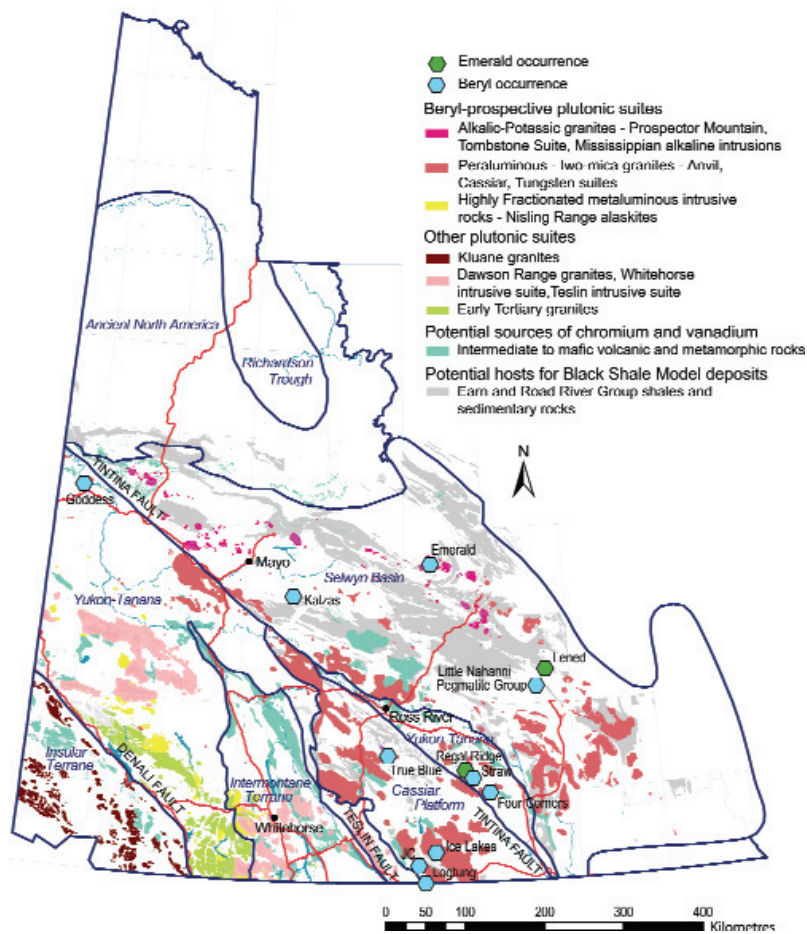 Emerald occurrence
Beryl occurrence
Beryl-prospective plutonic suites
Alkalic-Potassic granites - Prospector Mountain,
Tombstone Suite, Mississippian alkaline intrusions
Peraluminous - Two-mica granites - Anvil,
Cassiar, Tungsten suites
Highly Fractionated metaluminous intrusive
rocks - Nisling Range alaskites
Other plutonic suites
Kluane granites
Dawson Range granites, Whitehorse
intrusive suite,Teslin intrusive suite
Early Tertiary granites
Potential sources of chromium and vanadium
Intermediate to mafic volcanic and metamorphic rocks
Potential hosts for Black Shale Model deposits
Earn and Road River Group shales and
sedimentary rocks
Ancient North America
Richardson
Trough
N
TINTINA FAULT
Goddess
Mayo
Emerald
Selwyn Basin
Kalzas
Yukon-Tanana
Lened
Little Nahanni
Pegmatite Group
Ross River
Yukon Tanana
Insular
Terrane
DENALI FAULT
Intermontane
Terrane
True Blue
Regal Ridge
Straw
Cassiar
Platform
Four Corners
Whitehorse
TESLIN FAULT
TINTINA FAULT
JC
Ice Lakes
Logtung
0 50 100 200 300 400
Kilometres